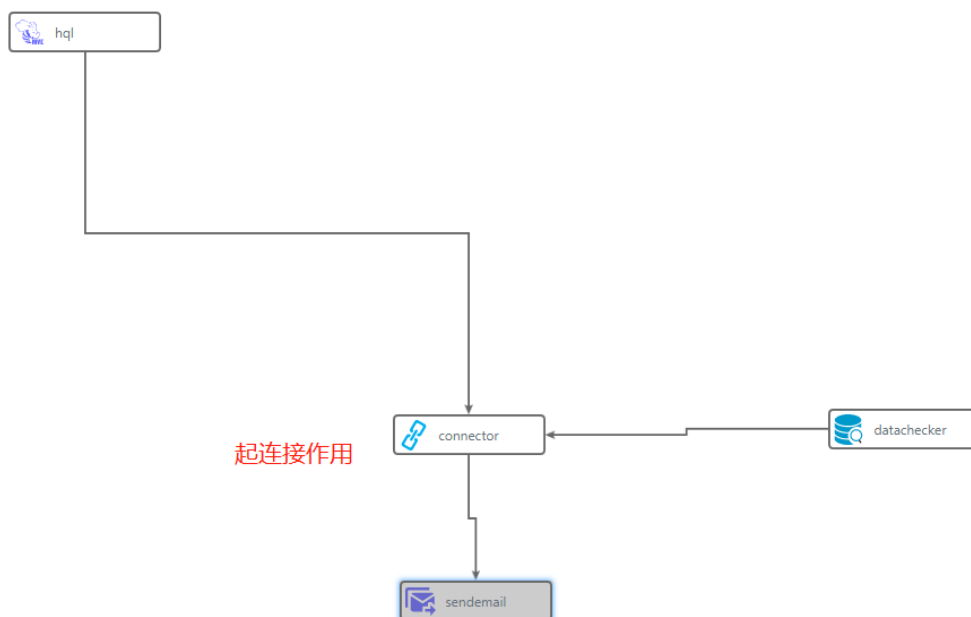 hql
connector
datachecker
起连接作用
sendemail